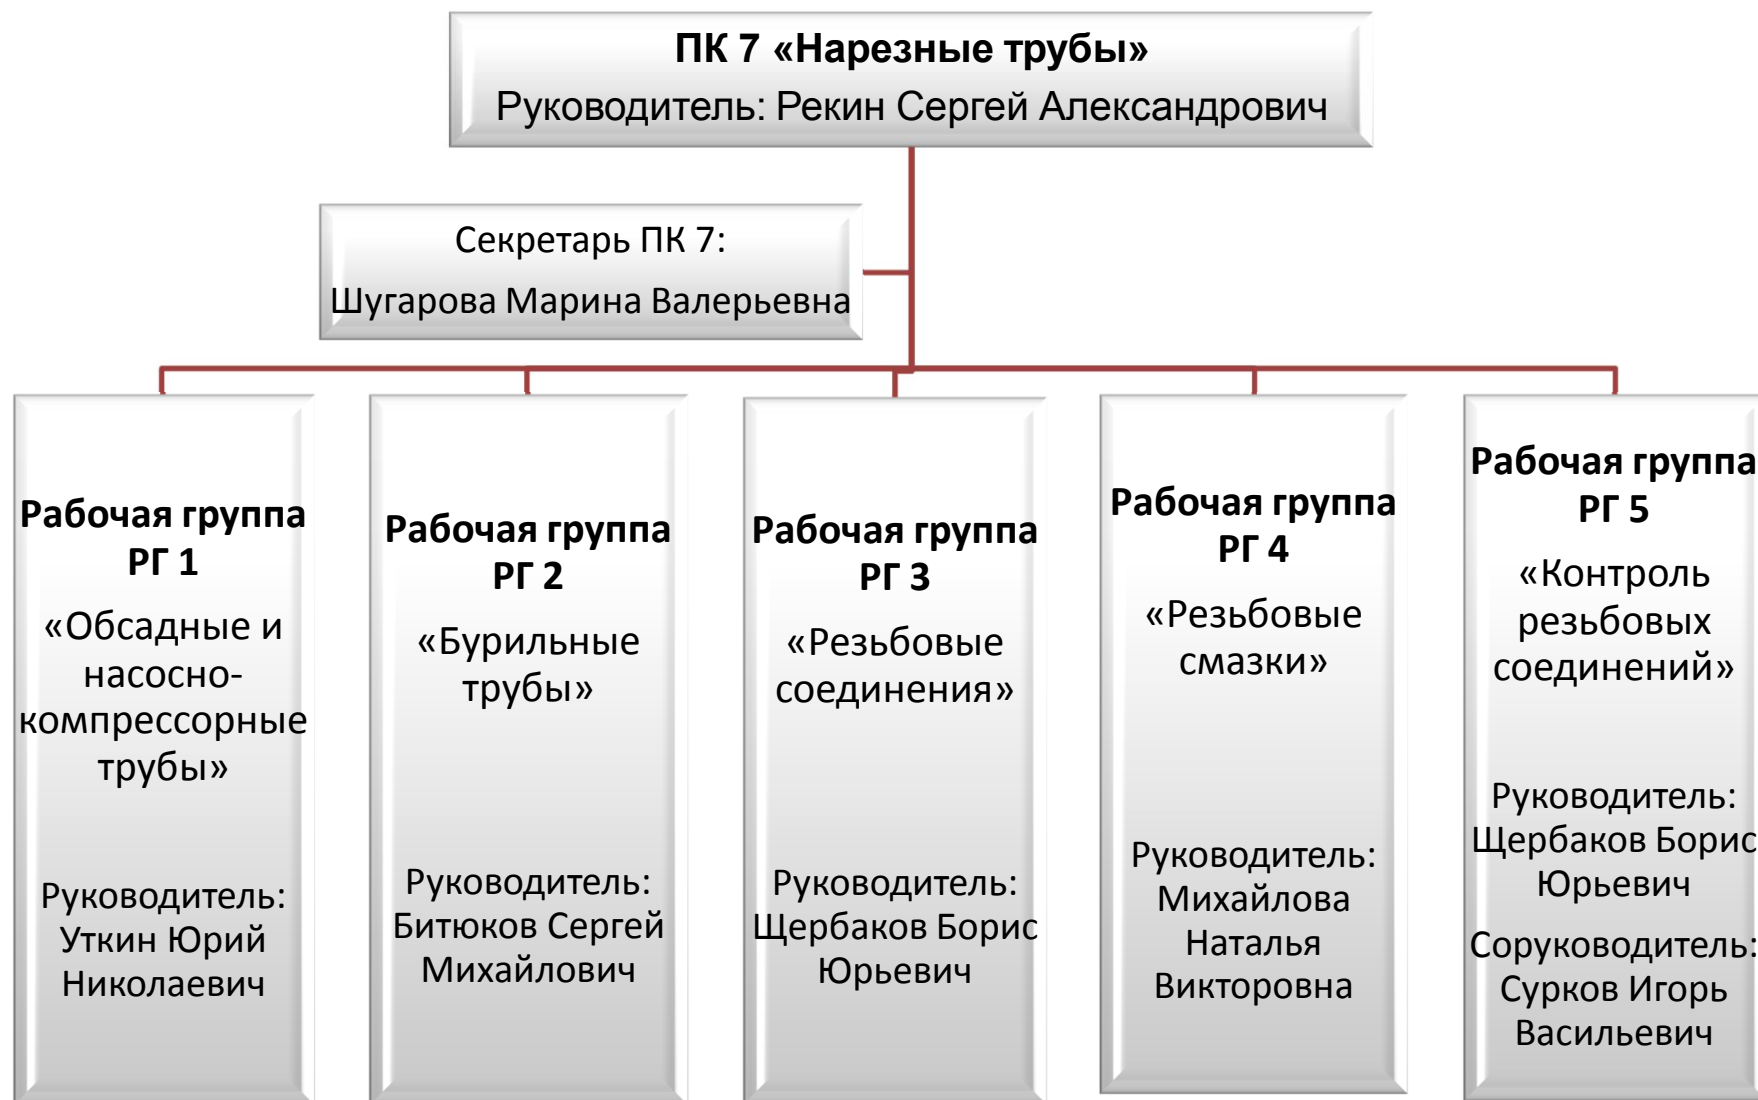 ПК 7 «Нарезные трубы»
Руководитель: Рекин Сергей Александрович
Секретарь ПК 7:
Шугарова Марина Валерьевна
Рабочая группа
РГ 1
«Обсадные и
насосно-
компрессорные
трубы»
Руководитель:
Уткин Юрий
Николаевич
Рабочая группа
РГ 2
«Бурильные
трубы»
Руководитель:
Битюков Сергей
Михайлович
Рабочая группа
РГ 3
«Резьбовые
соединения»
Руководитель:
Щербаков Борис
Юрьевич
Рабочая группа
РГ 4
«Резьбовые
смазки»
Руководитель:
Михайлова
Наталья
Викторовна
Рабочая группа
РГ 5
«Контроль
резьбовых
соединений»
Руководитель:
Щербаков Борис
Юрьевич
Соруководитель:
Сурков Игорь
Васильевич